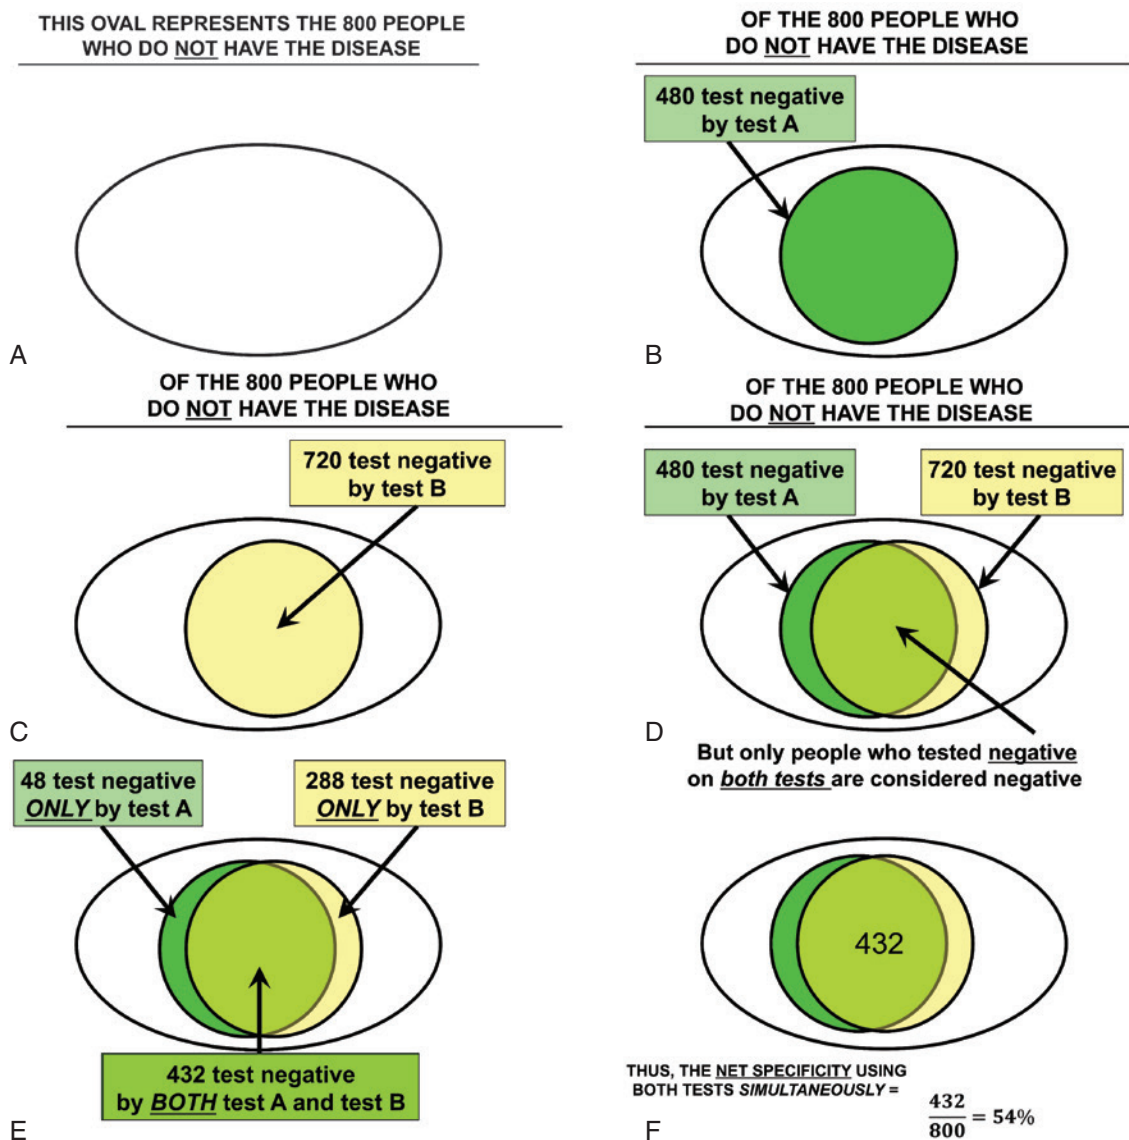 THIS OVAL REPRESENTS THE 800 PEOPLE
WHO DO NOT HAVE THE DISEASE
A
OF THE 800 PEOPLE WHO
DO NOT HAVE THE DISEASE
480 test negative
by test A
B
OF THE 800 PEOPLE WHO
DO NOT HAVE THE DISEASE
720 test negative
by test B
C
OF THE 800 PEOPLE WHO
DO NOT HAVE THE DISEASE
480 test negative
by test A
720 test negative
by test B
D
But only people who tested negative
on both tests are considered negative
48 test negative
ONLY by test A
288 test negative
ONLY by test B
432 test negative
by BOTH test A and test B
E
432
THUS, THE NET SPECIFICITY USING
BOTH TESTS SIMULTANEOUSLY =
432
800 = 54%
F